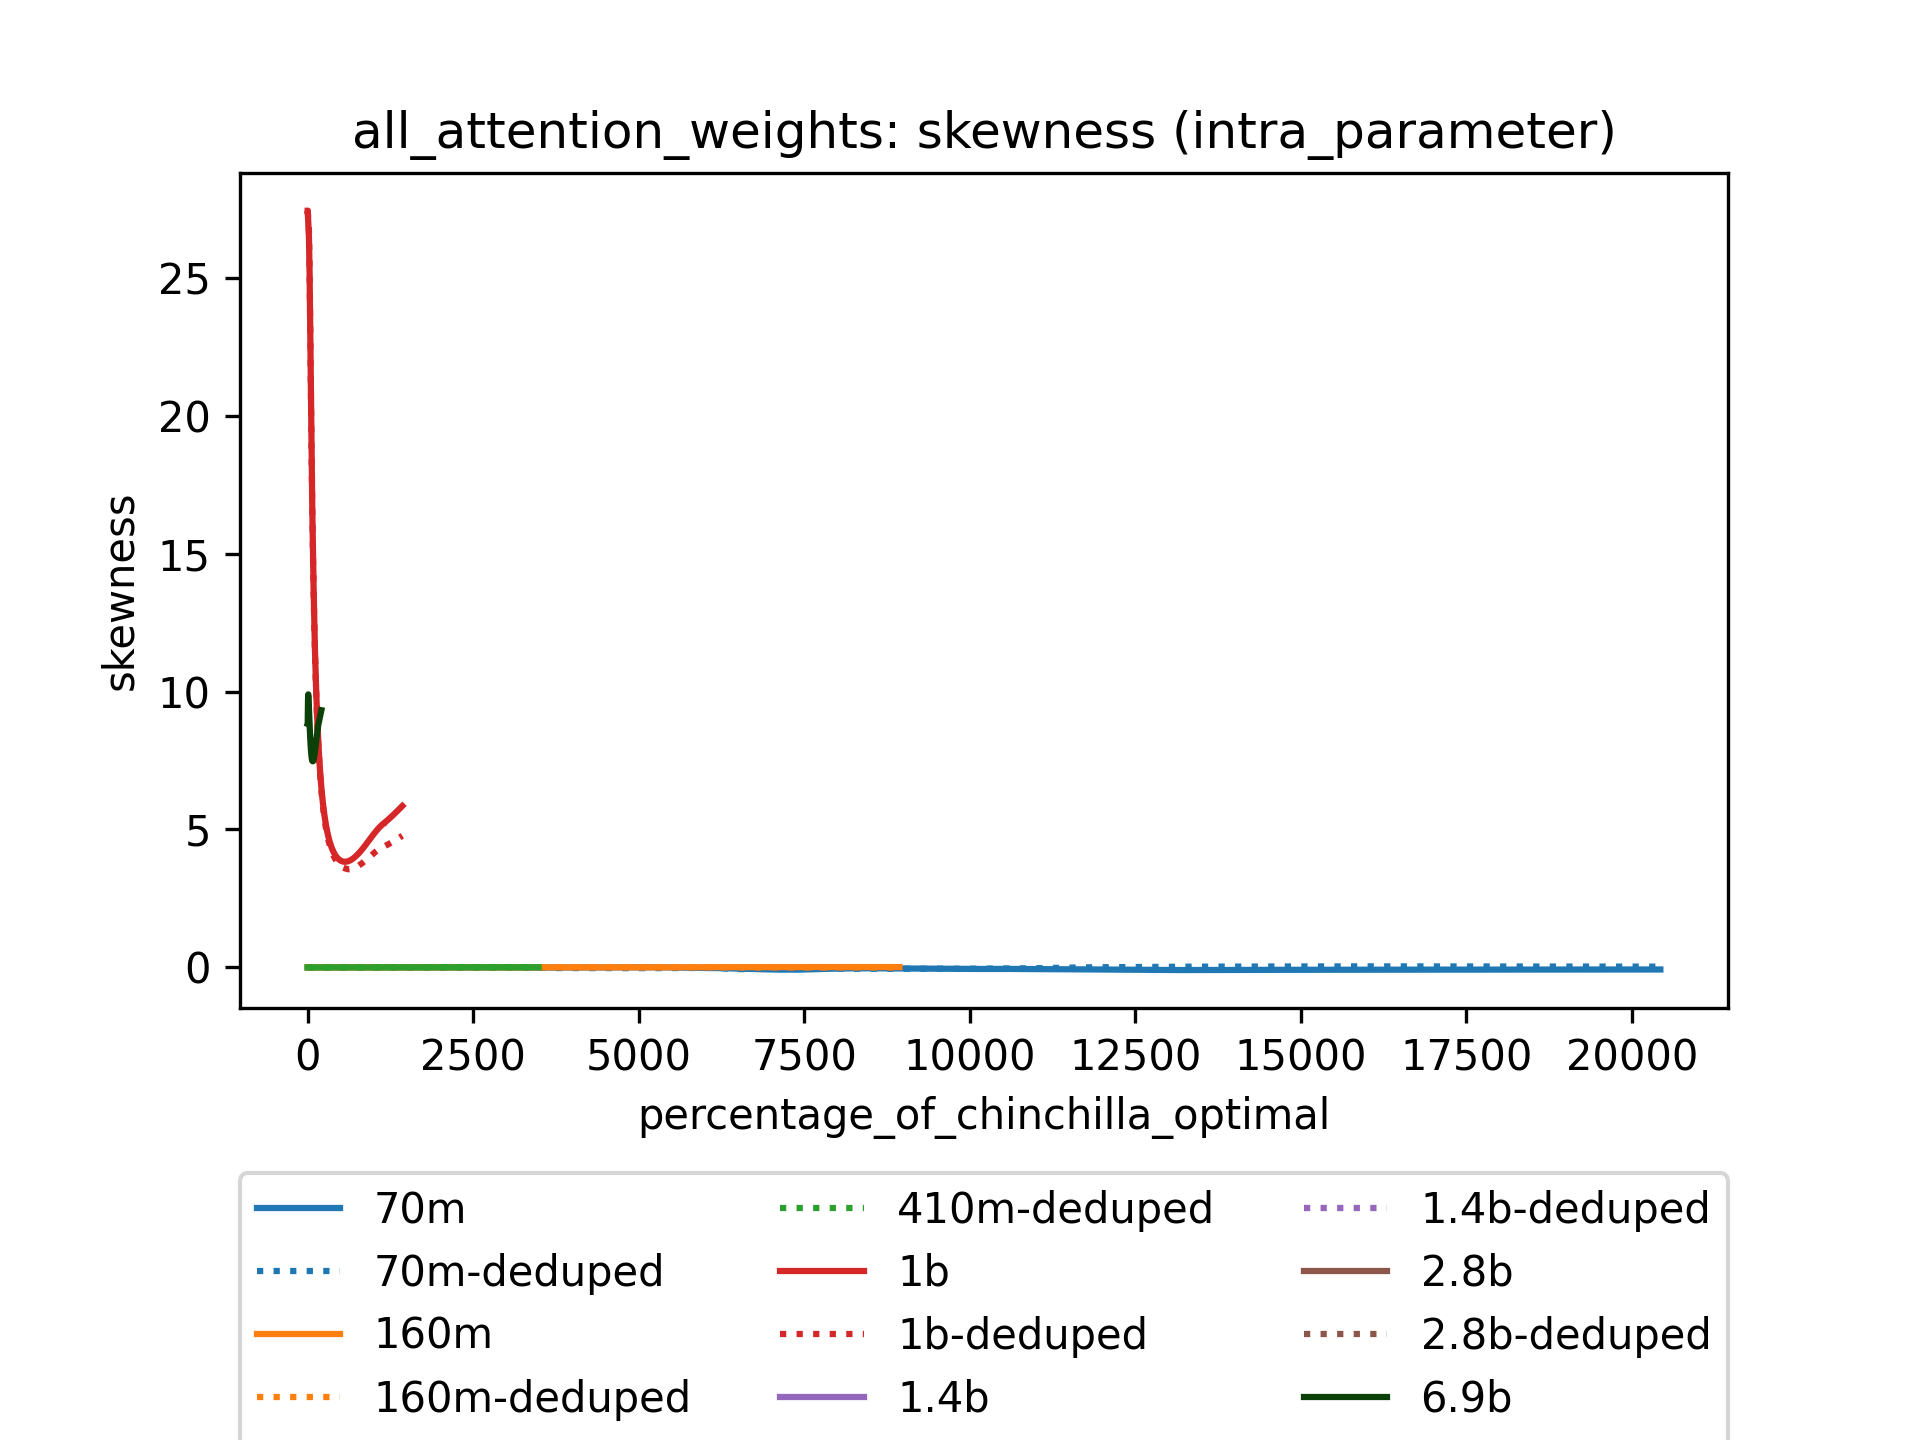 all_attention_weights: skewness (intra_parameter)
25
20
15
10
5
0
skewness
0 2500 5000 7500 10000 12500 15000 17500 20000
percentage_of_chinchilla_optimal
70m 410m-deduped 1.4b-deduped
70m-deduped 1b 2.8b
160m 1b-deduped 2.8b-deduped
160m-deduped 1.4b 6.9b